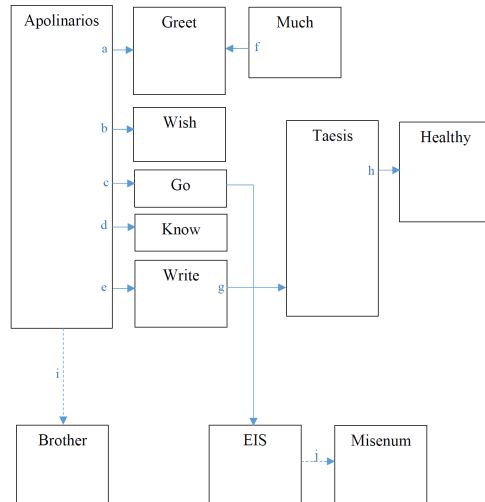 Apolinarios
Greet
Much
a
f
b
Wish
Taesis
Healthy
h
c
Go
d
Know
e
Write
g
i
Brother
EIS
j
Misenum